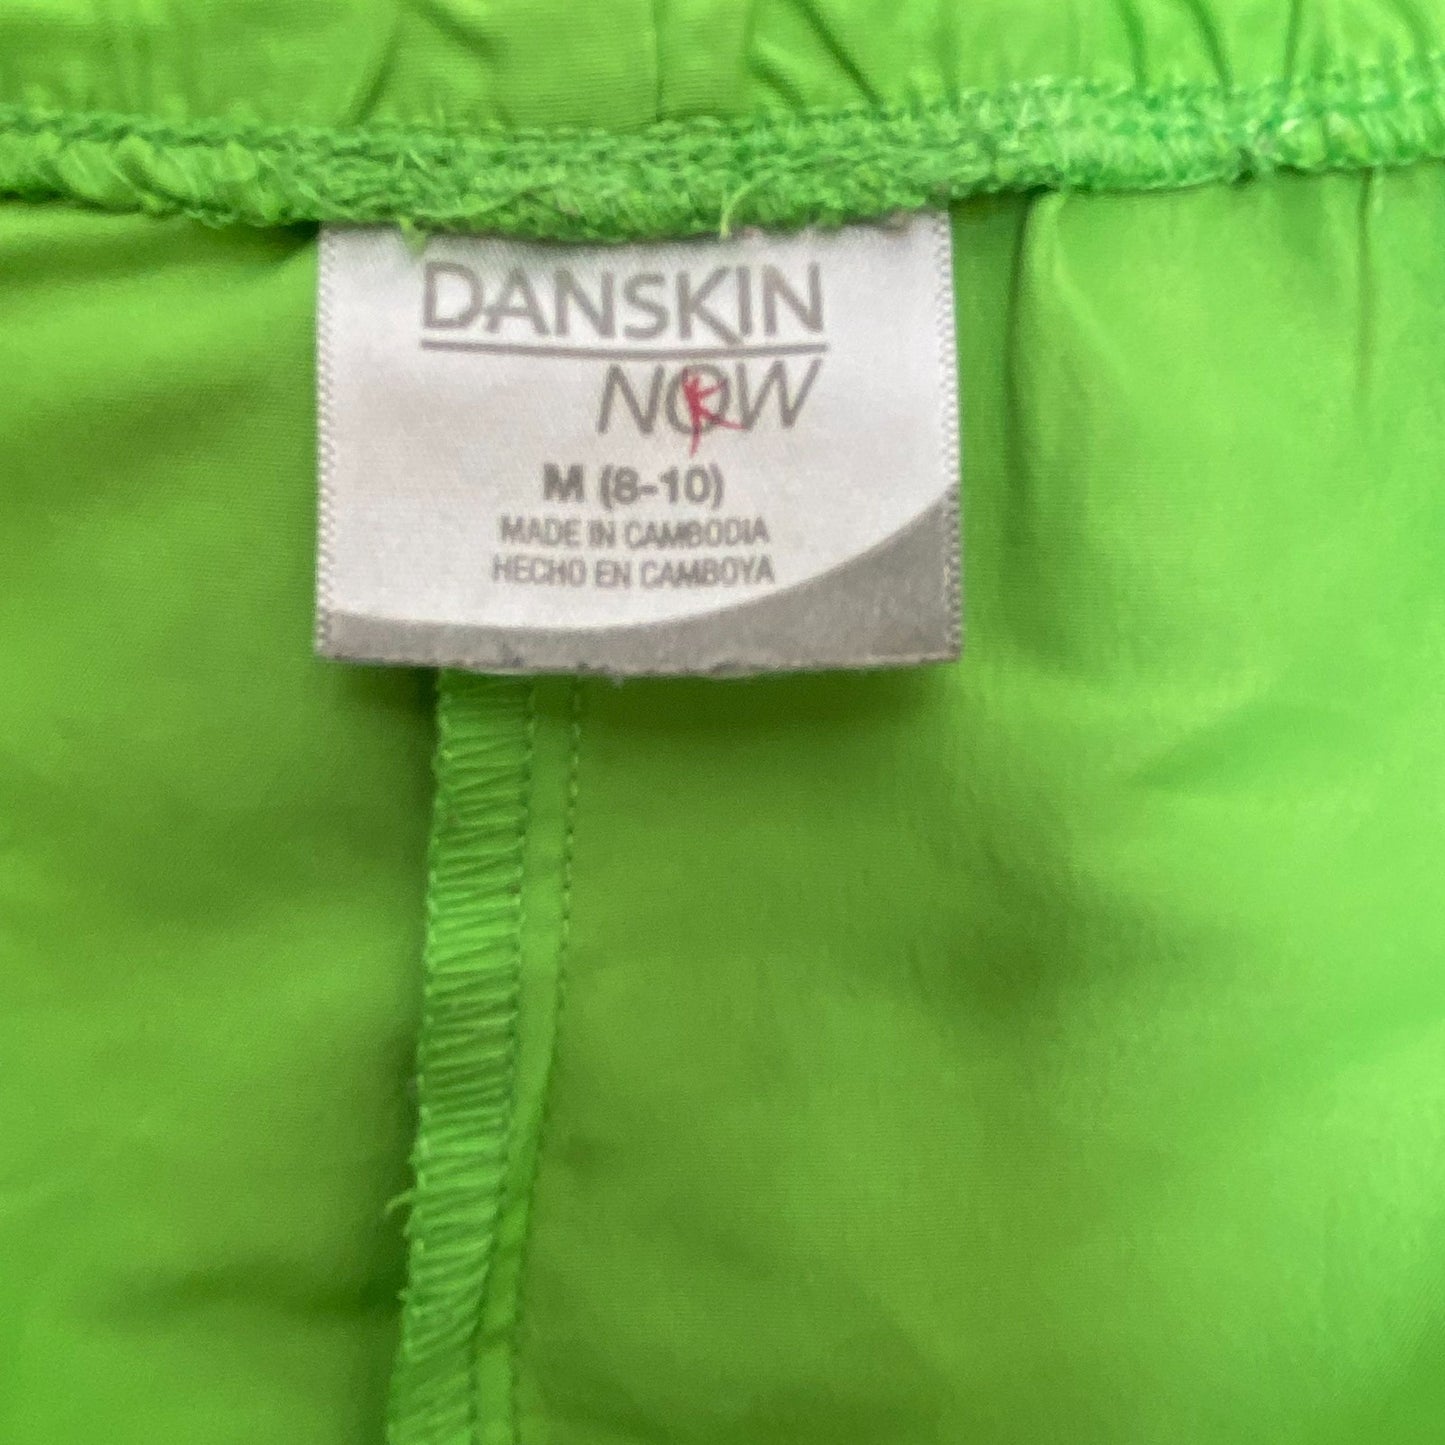 DANSKIN
NOW
M (8-10)
MADE IN CAMBODIA
HECHO EN CAMBOYA